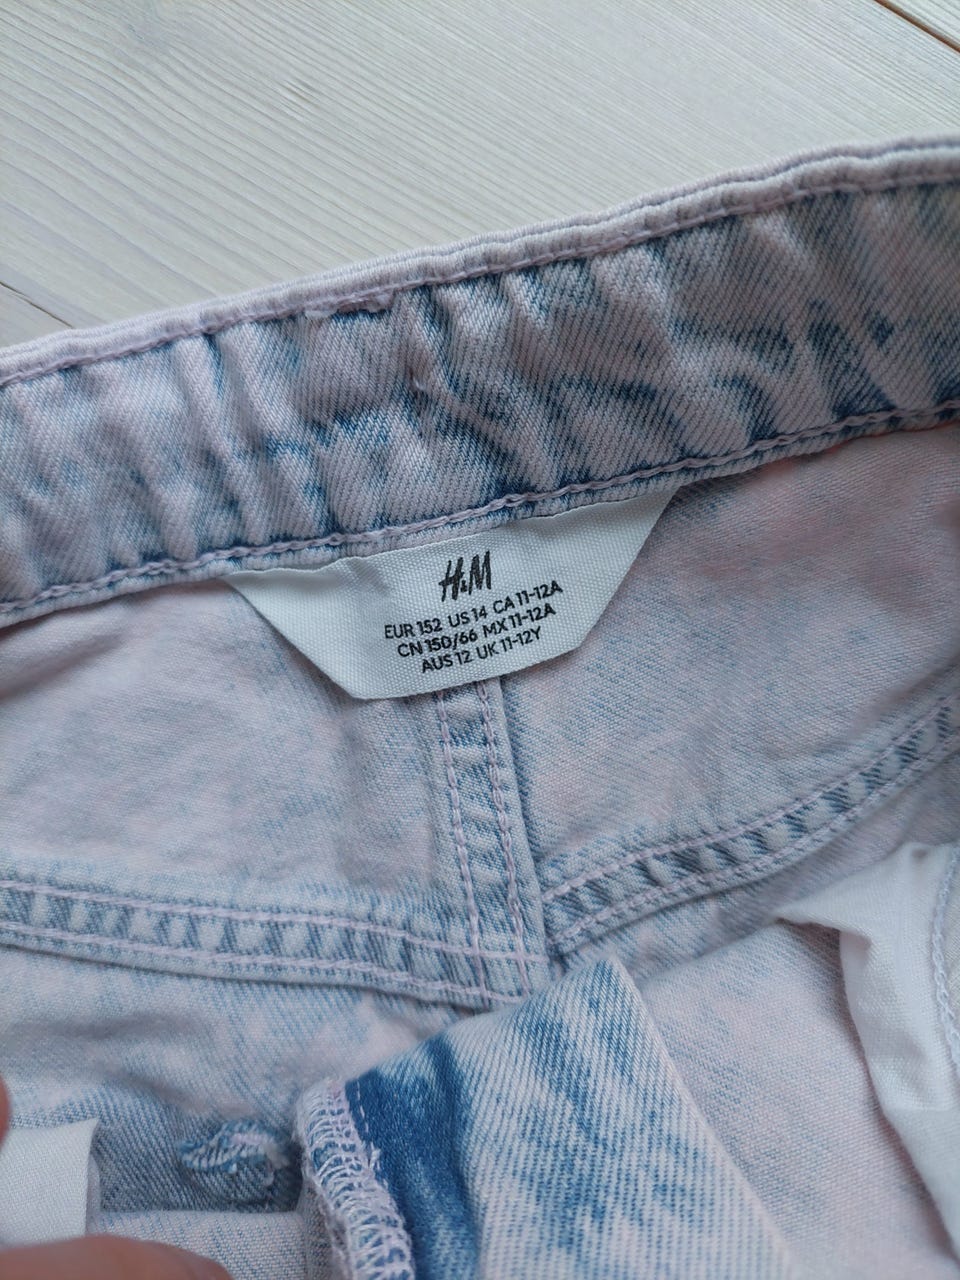 H&M
EUR 152 US 14 CA 11-12A
CN 150/66 MX 11-12A
AUS 12 UK 11-12Y